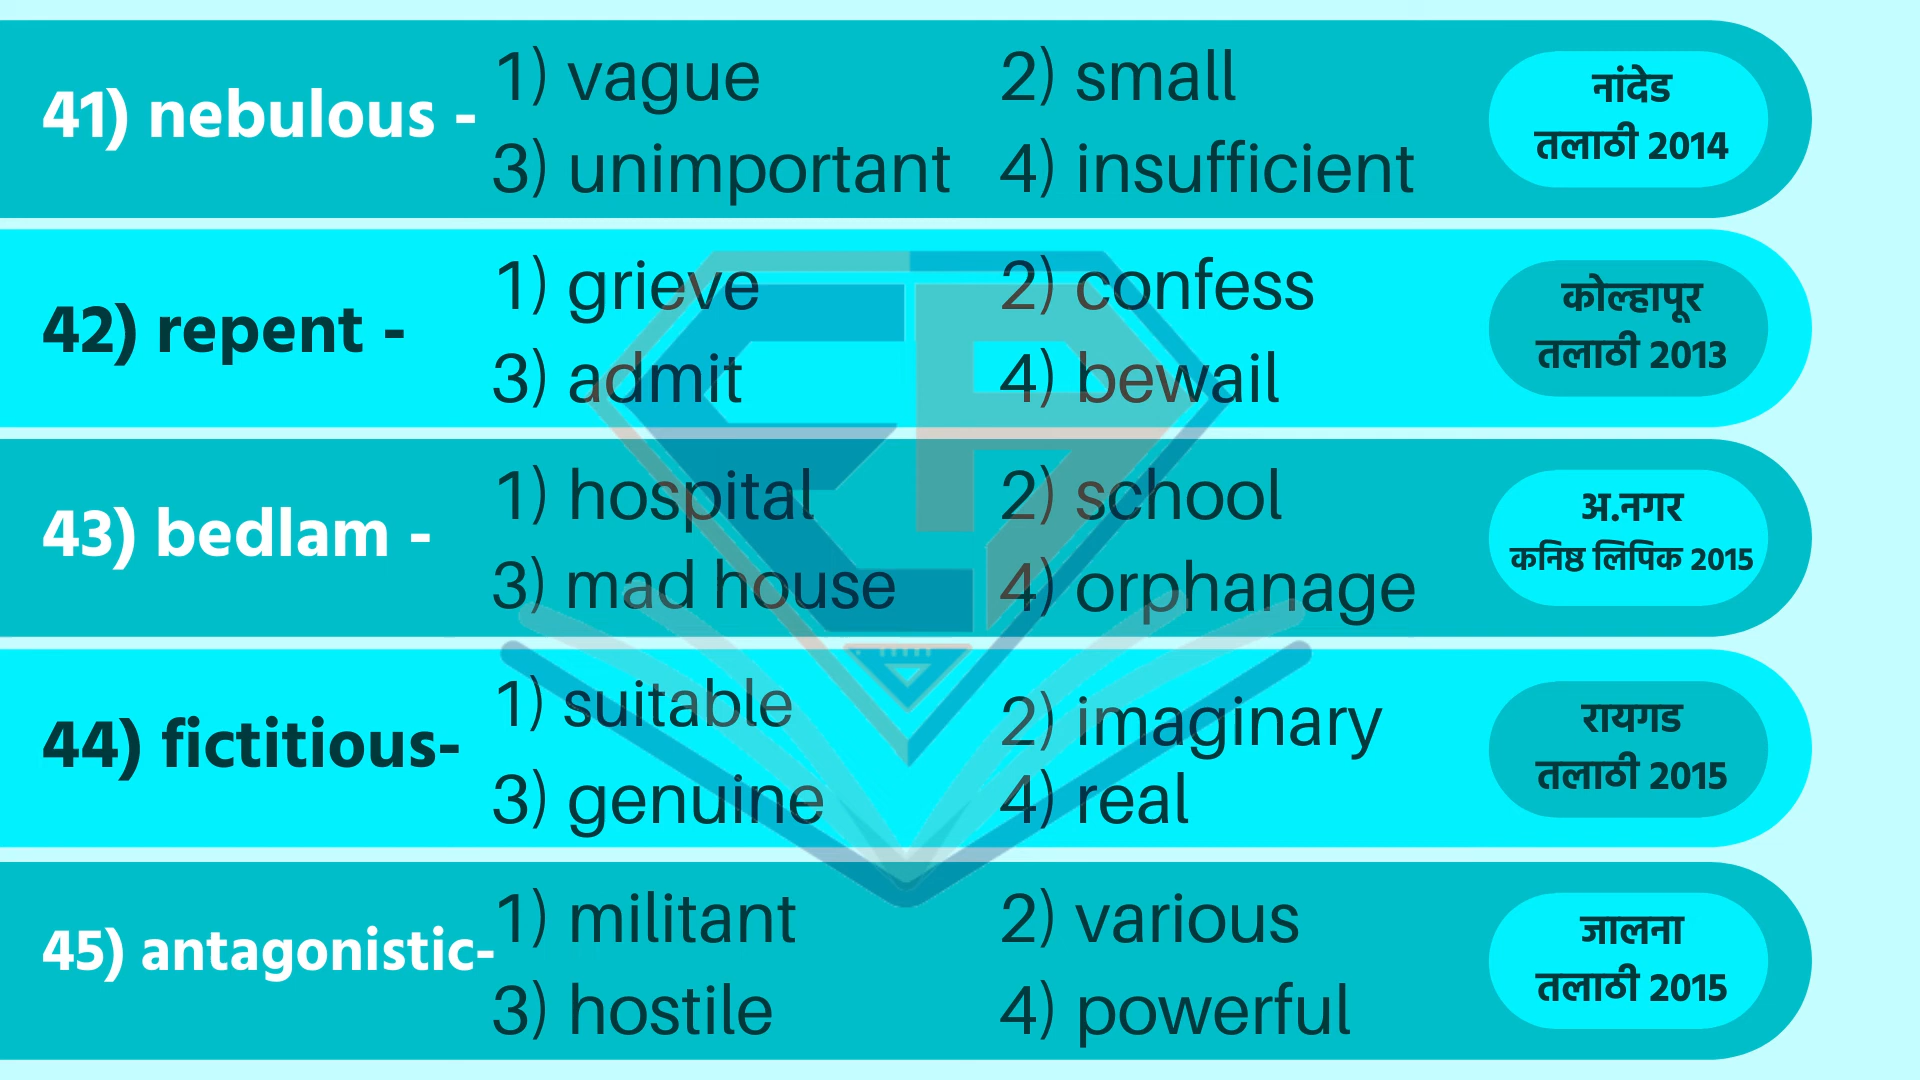 41) nebulous -
1) vague
2) small
3) unimportant
4) insufficient
नांदेड
तलाठी 2014
42) repent -
1) grieve
2) confess
3) admit
4) bewail
कोल्हापूर
तलाठी 2013
43) bedlam -
1) hospital
2) school
3) mad house
4) orphanage
अ.नगर
कनिष्ठ लिपिक 2015
44) fictitious-
1) suitable
2) imaginary
3) genuine
4) real
रायगड
तलाठी 2015
45) antagonistic-
1) militant
2) various
3) hostile
4) powerful
जालना
तलाठी 2015